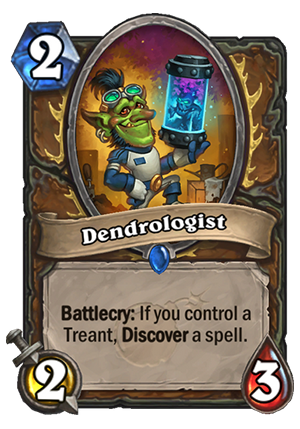 2
Dendrologist
Battlecry: If you control a
Treant, Discover a spell.
2
3